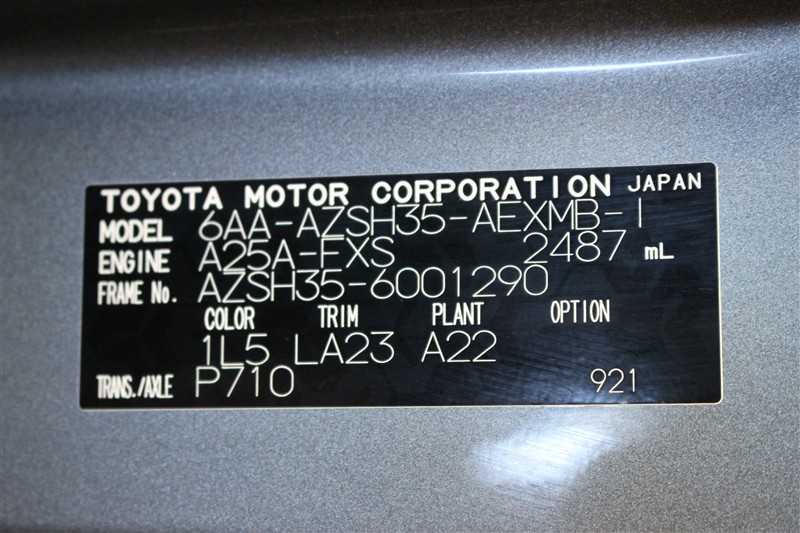 TOYOTA MOTOR CORPORATION JAPAN
MODEL 6AA-AZSH35-AEXMB-I
ENGINE A25A-FXS 2487 mL
FRAME No. AZSH35-6001290
COLOR TRIM PLANT OPTION
1L5 LA23 A22
TRANS./AXLE P710 921